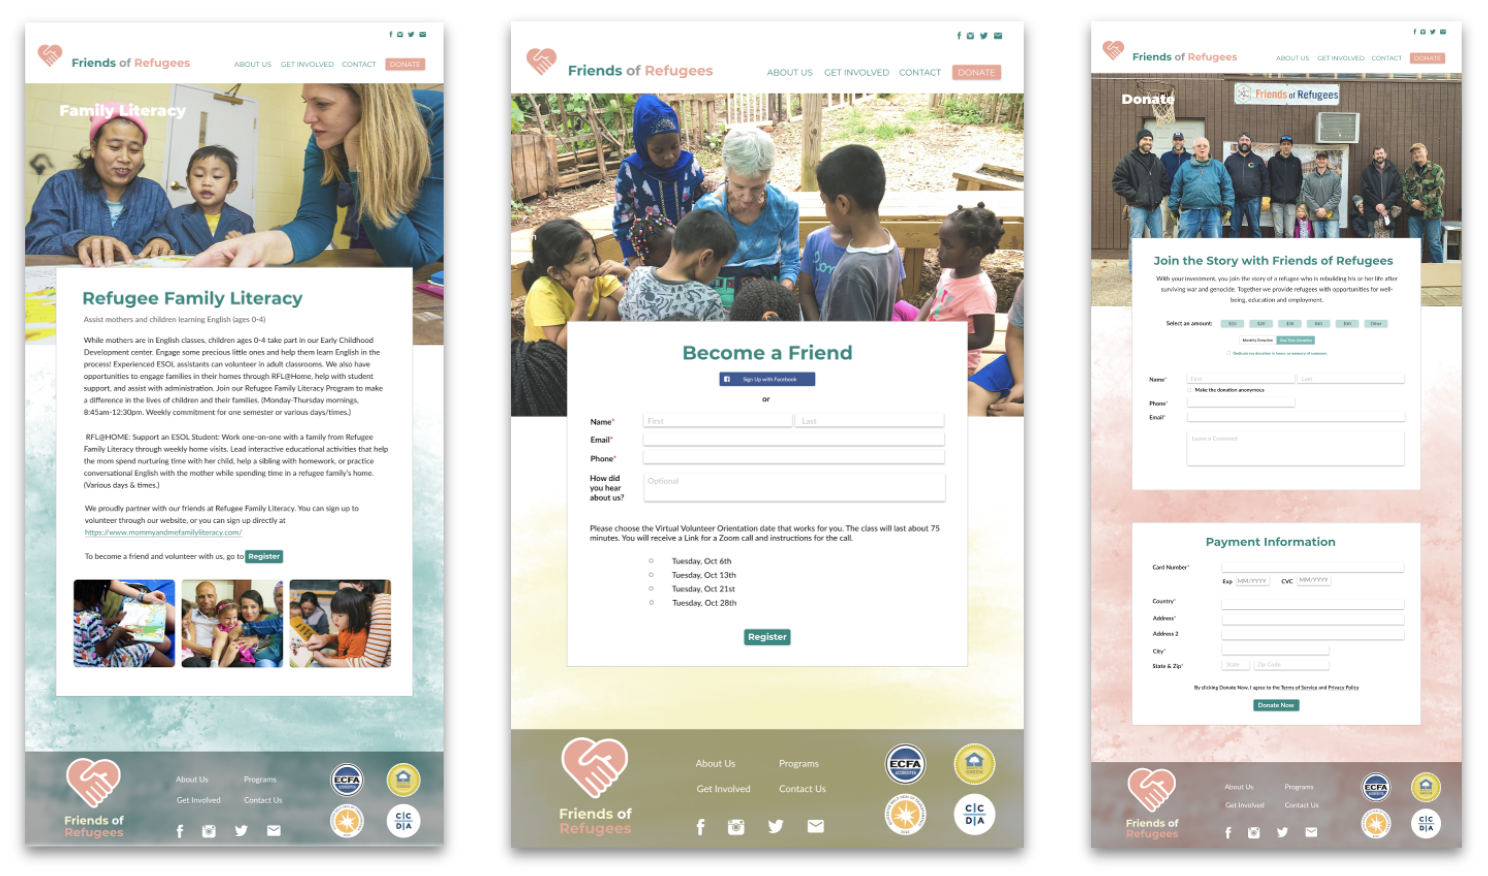 Friends of Refugees
ABOUT US GET INVOLVED CONTACT DONATE
Family Literacy
Refugee Family Literacy
Assist mothers and children learning English (ages 0-4)
While mothers are in English classes, children ages 0-4 take part in our Early Childhood
Development center. Engage some precious little ones and help them learn English in the
process! Experienced ESOL assistants can volunteer in adult classrooms. We also have
opportunities to engage families in their homes through RFL@Home, help with student
support, and assist with administration. Join our Refugee Family Literacy Program to make
a difference in the lives of children and their families. (Monday-Thursday mornings,
8:45am-12:30pm. Weekly commitment for one semester or various days/times.)
RFL@HOME: Support an ESOL Student: Work one-on-one with a family from Refugee
Family Literacy through weekly home visits. Lead interactive educational activities that help
the mom spend nurturing time with her child, help a sibling with homework, or practice
conversational English with the mother while spending time in a refugee family's home.
(Various days & times.)
We proudly partner with our friends at Refugee Family Literacy. You can sign up to
volunteer through our website, or you can sign up directly at
https://www.mommyandmefamilyliteracy.com/
To become a friend and volunteer with us, go to Register
Friends of
Refugees
About Us Programs
Get Involved Contact Us
ECFA
C|C
D|A
Friends of Refugees
ABOUT US GET INVOLVED CONTACT DONATE
Become a Friend
Sign Up with Facebook
or
Name* First Last
Email*
Phone*
How did
you hear
about us?
Optional
Please choose the Virtual Volunteer Orientation date that works for you. The class will last about 75
minutes. You will receive a Link for a Zoom call and instructions for the call.
Tuesday, Oct 6th
Tuesday, Oct 13th
Tuesday, Oct 21st
Tuesday, Oct 28th
Register
Friends of
Refugees
About Us Programs
Get Involved Contact Us
ECFA
ACCREDITED
C|C
D|A
Friends of Refugees
ABOUT US GET INVOLVED CONTACT DONATE
Donate
Friends of Refugees
Join the Story with Friends of Refugees
With your investment, you join the story of a refugee who is rebuilding his or her life after
surviving war and genocide. Together we provide refugees with opportunities for well-
being, education and employment.
Select an amount: Other
Monthly Donation One Time Donation
Dedicate my donation in honor or memory of someone
Name* First Last
Make the donation anonymous
Phone*
Email*
Leave a Comment
Payment Information
Card Number*
Exp MM/YYYY CVC MM/YYYY
Country*
Address*
Address 2
City*
State & Zip* State Zip Code
By clicking Donate Now, I agree to the Terms of Service and Privacy Policy
Donate Now
Friends of
Refugees
About Us Programs
Get Involved Contact Us
ECFA
C|C
D|A